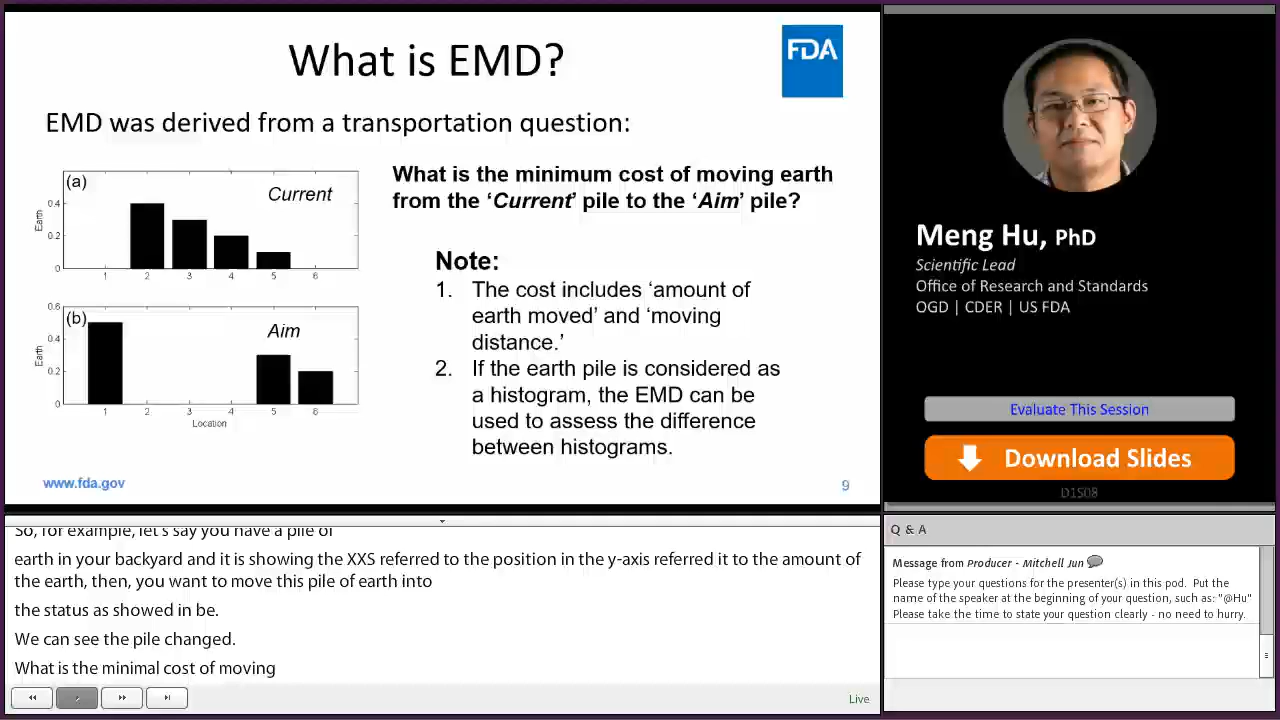 What is EMD?
FDA
EMD was derived from a transportation question:
(a)
Current
Earth
0.4
0.2
0
1 2 3 4 5 6
(b)
Aim
Earth
0.6
0.4
0.2
0
1 2 3 4 5 6
Location
What is the minimum cost of moving earth
from the ‘Current’ pile to the ‘Aim’ pile?
Note:
1. The cost includes ‘amount of
earth moved’ and ‘moving
distance.’
2. If the earth pile is considered as
a histogram, the EMD can be
used to assess the difference
between histograms.
www.fda.gov
9
Meng Hu, PhD
Scientific Lead
Office of Research and Standards
OGD | CDER | US FDA
Evaluate This Session
Download Slides
D1S08
So, for example, let's say you have a pile of
earth in your backyard and it is showing the XXS referred to the position in the y-axis referred it to the amount of
the earth, then, you want to move this pile of earth into
the status as showed in be.
We can see the pile changed.
What is the minimal cost of moving
Live
Q & A
Message from Producer - Mitchell Jun
Please type your questions for the presenter(s) in this pod. Put the
name of the speaker at the beginning of your question, such as: "@Hu"
Please take the time to state your question clearly - no need to hurry.